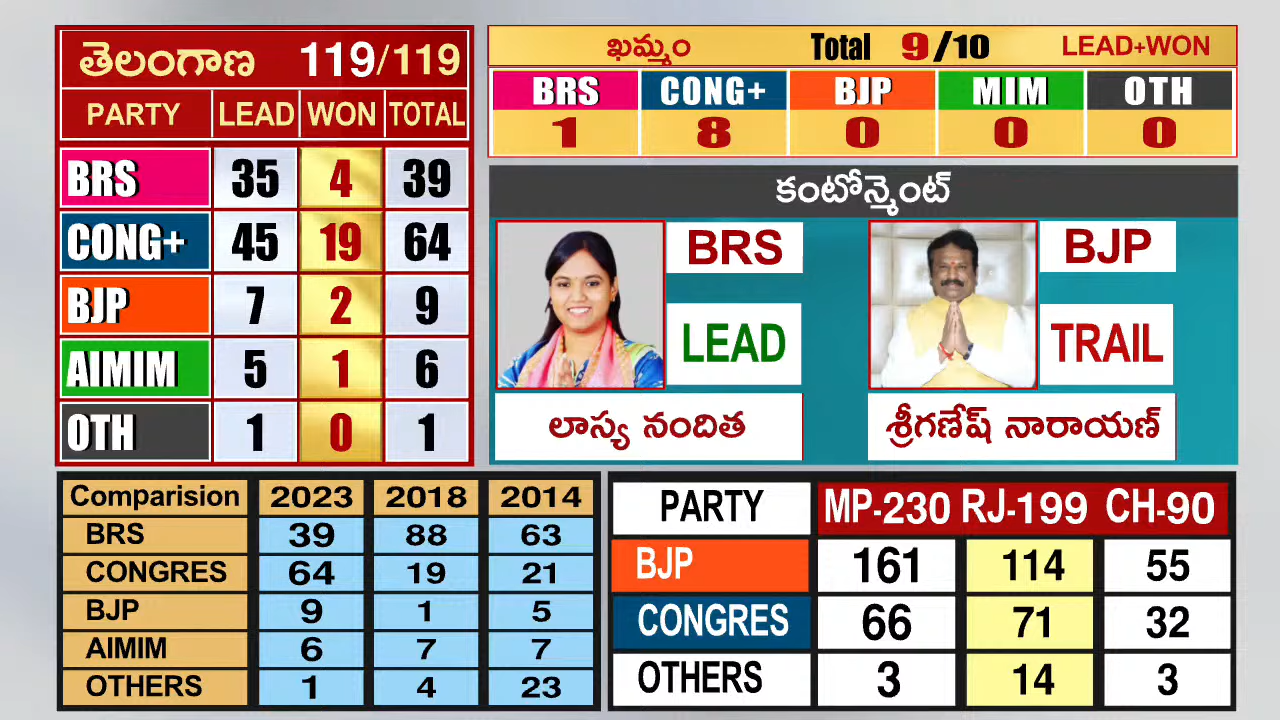 తెలంగాణ 119/119
PARTY LEAD WON TOTAL
BRS 35 4 39
CONG+ 45 19 64
BJP 7 2 9
AIMIM 5 1 6
OTH 1 0 1
ఖమ్మం Total 9/10 LEAD+WON
BRS CONG+ BJP MIM OTH
1 8 0 0 0
కంటోన్మెంట్
BRS BJP
LEAD TRAIL
లాస్య నందిత శ్రీగణేష్ నారాయణ్
Comparision 2023 2018 2014
BRS 39 88 63
CONGRES 64 19 21
BJP 9 1 5
AIMIM 6 7 7
OTHERS 1 4 23
PARTY MP-230 RJ-199 CH-90
BJP 161 114 55
CONGRES 66 71 32
OTHERS 3 14 3